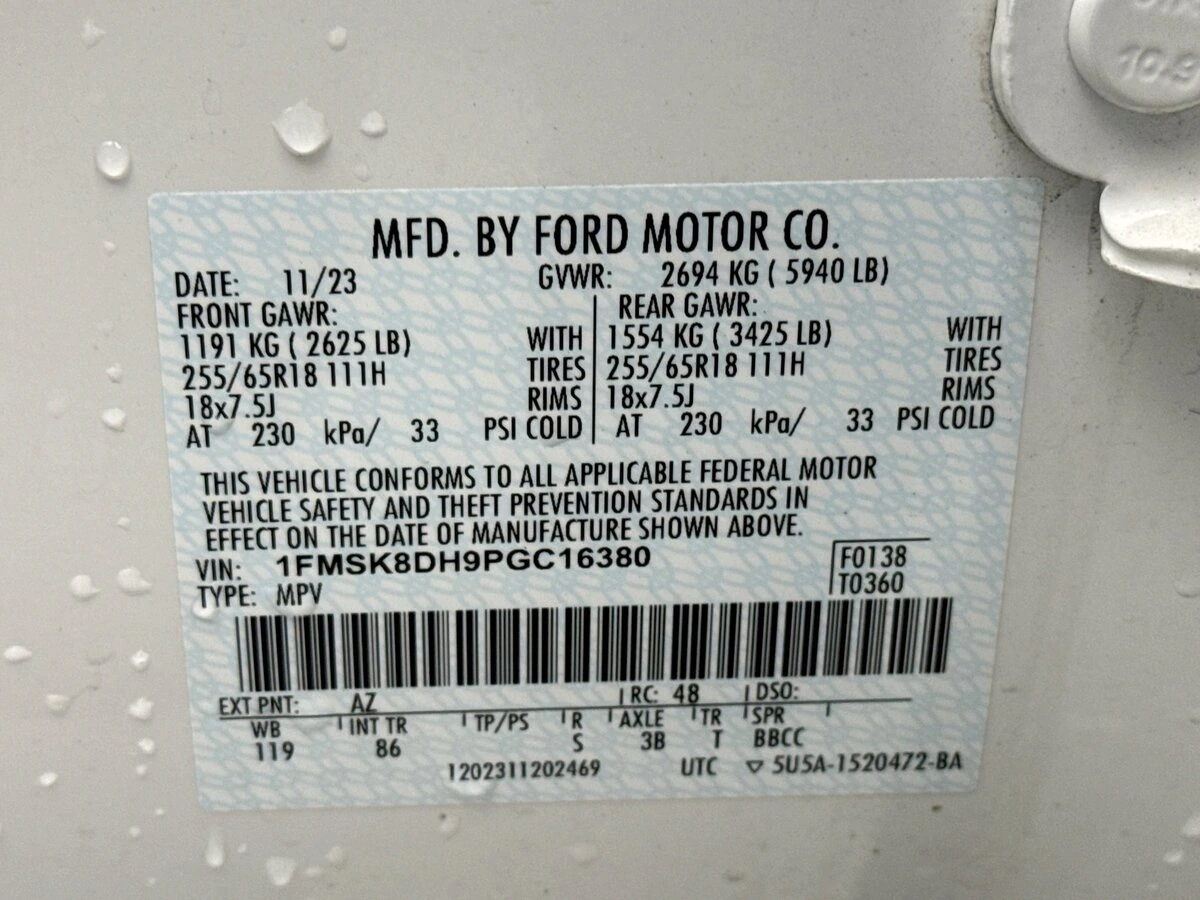 10.9
MFD. BY FORD MOTOR CO.
DATE: 11/23 GVWR: 2694 KG ( 5940 LB)
FRONT GAWR: REAR GAWR:
1191 KG ( 2625 LB) WITH 1554 KG ( 3425 LB) WITH
255/65R18 111H TIRES 255/65R18 111H TIRES
18x7.5J RIMS 18x7.5J RIMS
AT 230 kPa/ 33 PSI COLD AT 230 kPa/ 33 PSI COLD
THIS VEHICLE CONFORMS TO ALL APPLICABLE FEDERAL MOTOR
VEHICLE SAFETY AND THEFT PREVENTION STANDARDS IN
EFFECT ON THE DATE OF MANUFACTURE SHOWN ABOVE.
VIN: 1FMSK8DH9PGC16380 F0138
TYPE: MPV T0360
EXT PNT: AZ RC: 48 DSO:
WB INT TR TP/PS R AXLE TR SPR
119 86 S 3B T BBCC
1202311202469 UTC ▽ 5U5A-1520472-BA